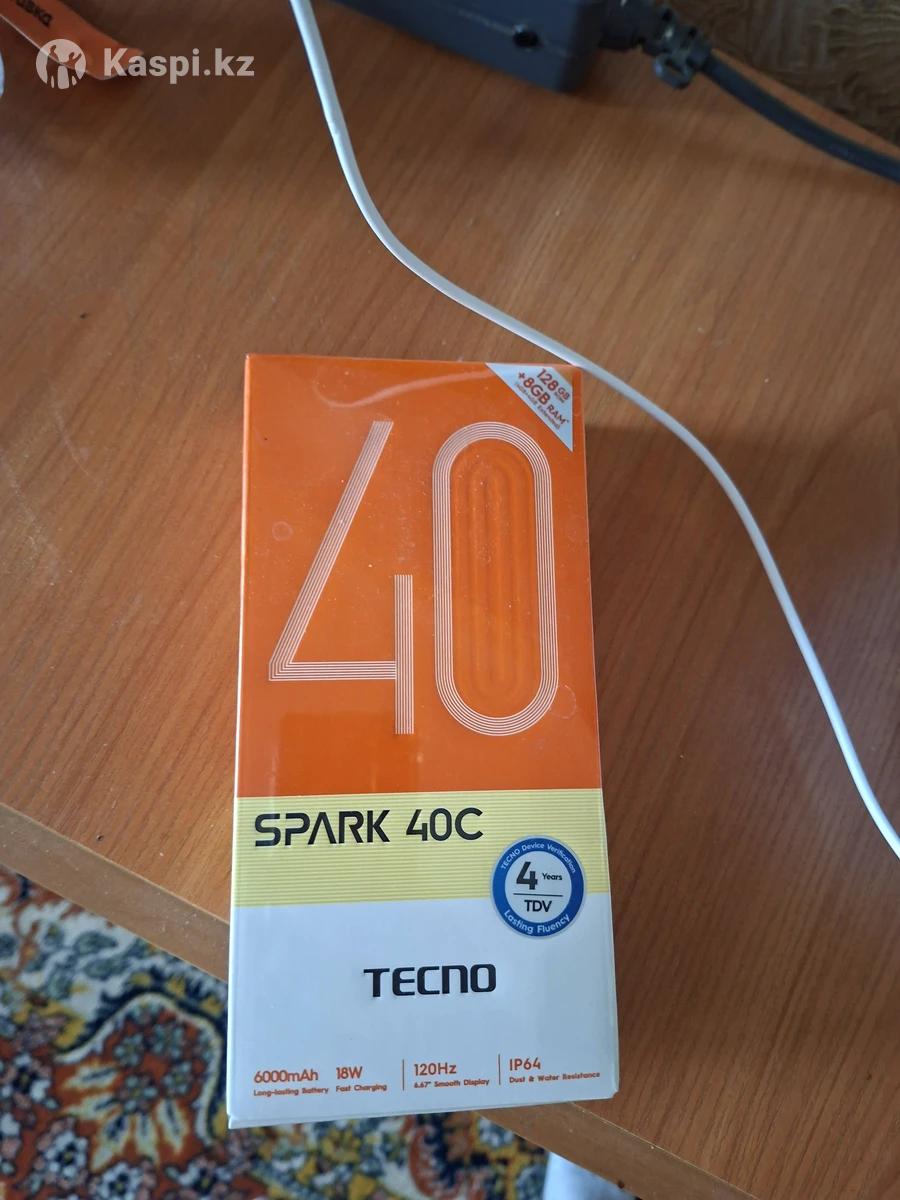 Kaspi.kz
128GB
+8GB RAM*
40
SPARK 40C
TECNO Device Verification
4 Years
TDV
Lasting Fluency
TECNO
6000mAh
Long-lasting Battery
18W
Fast Charging
120Hz
6.67" Smooth Display
IP64
Dust & Water Resistance